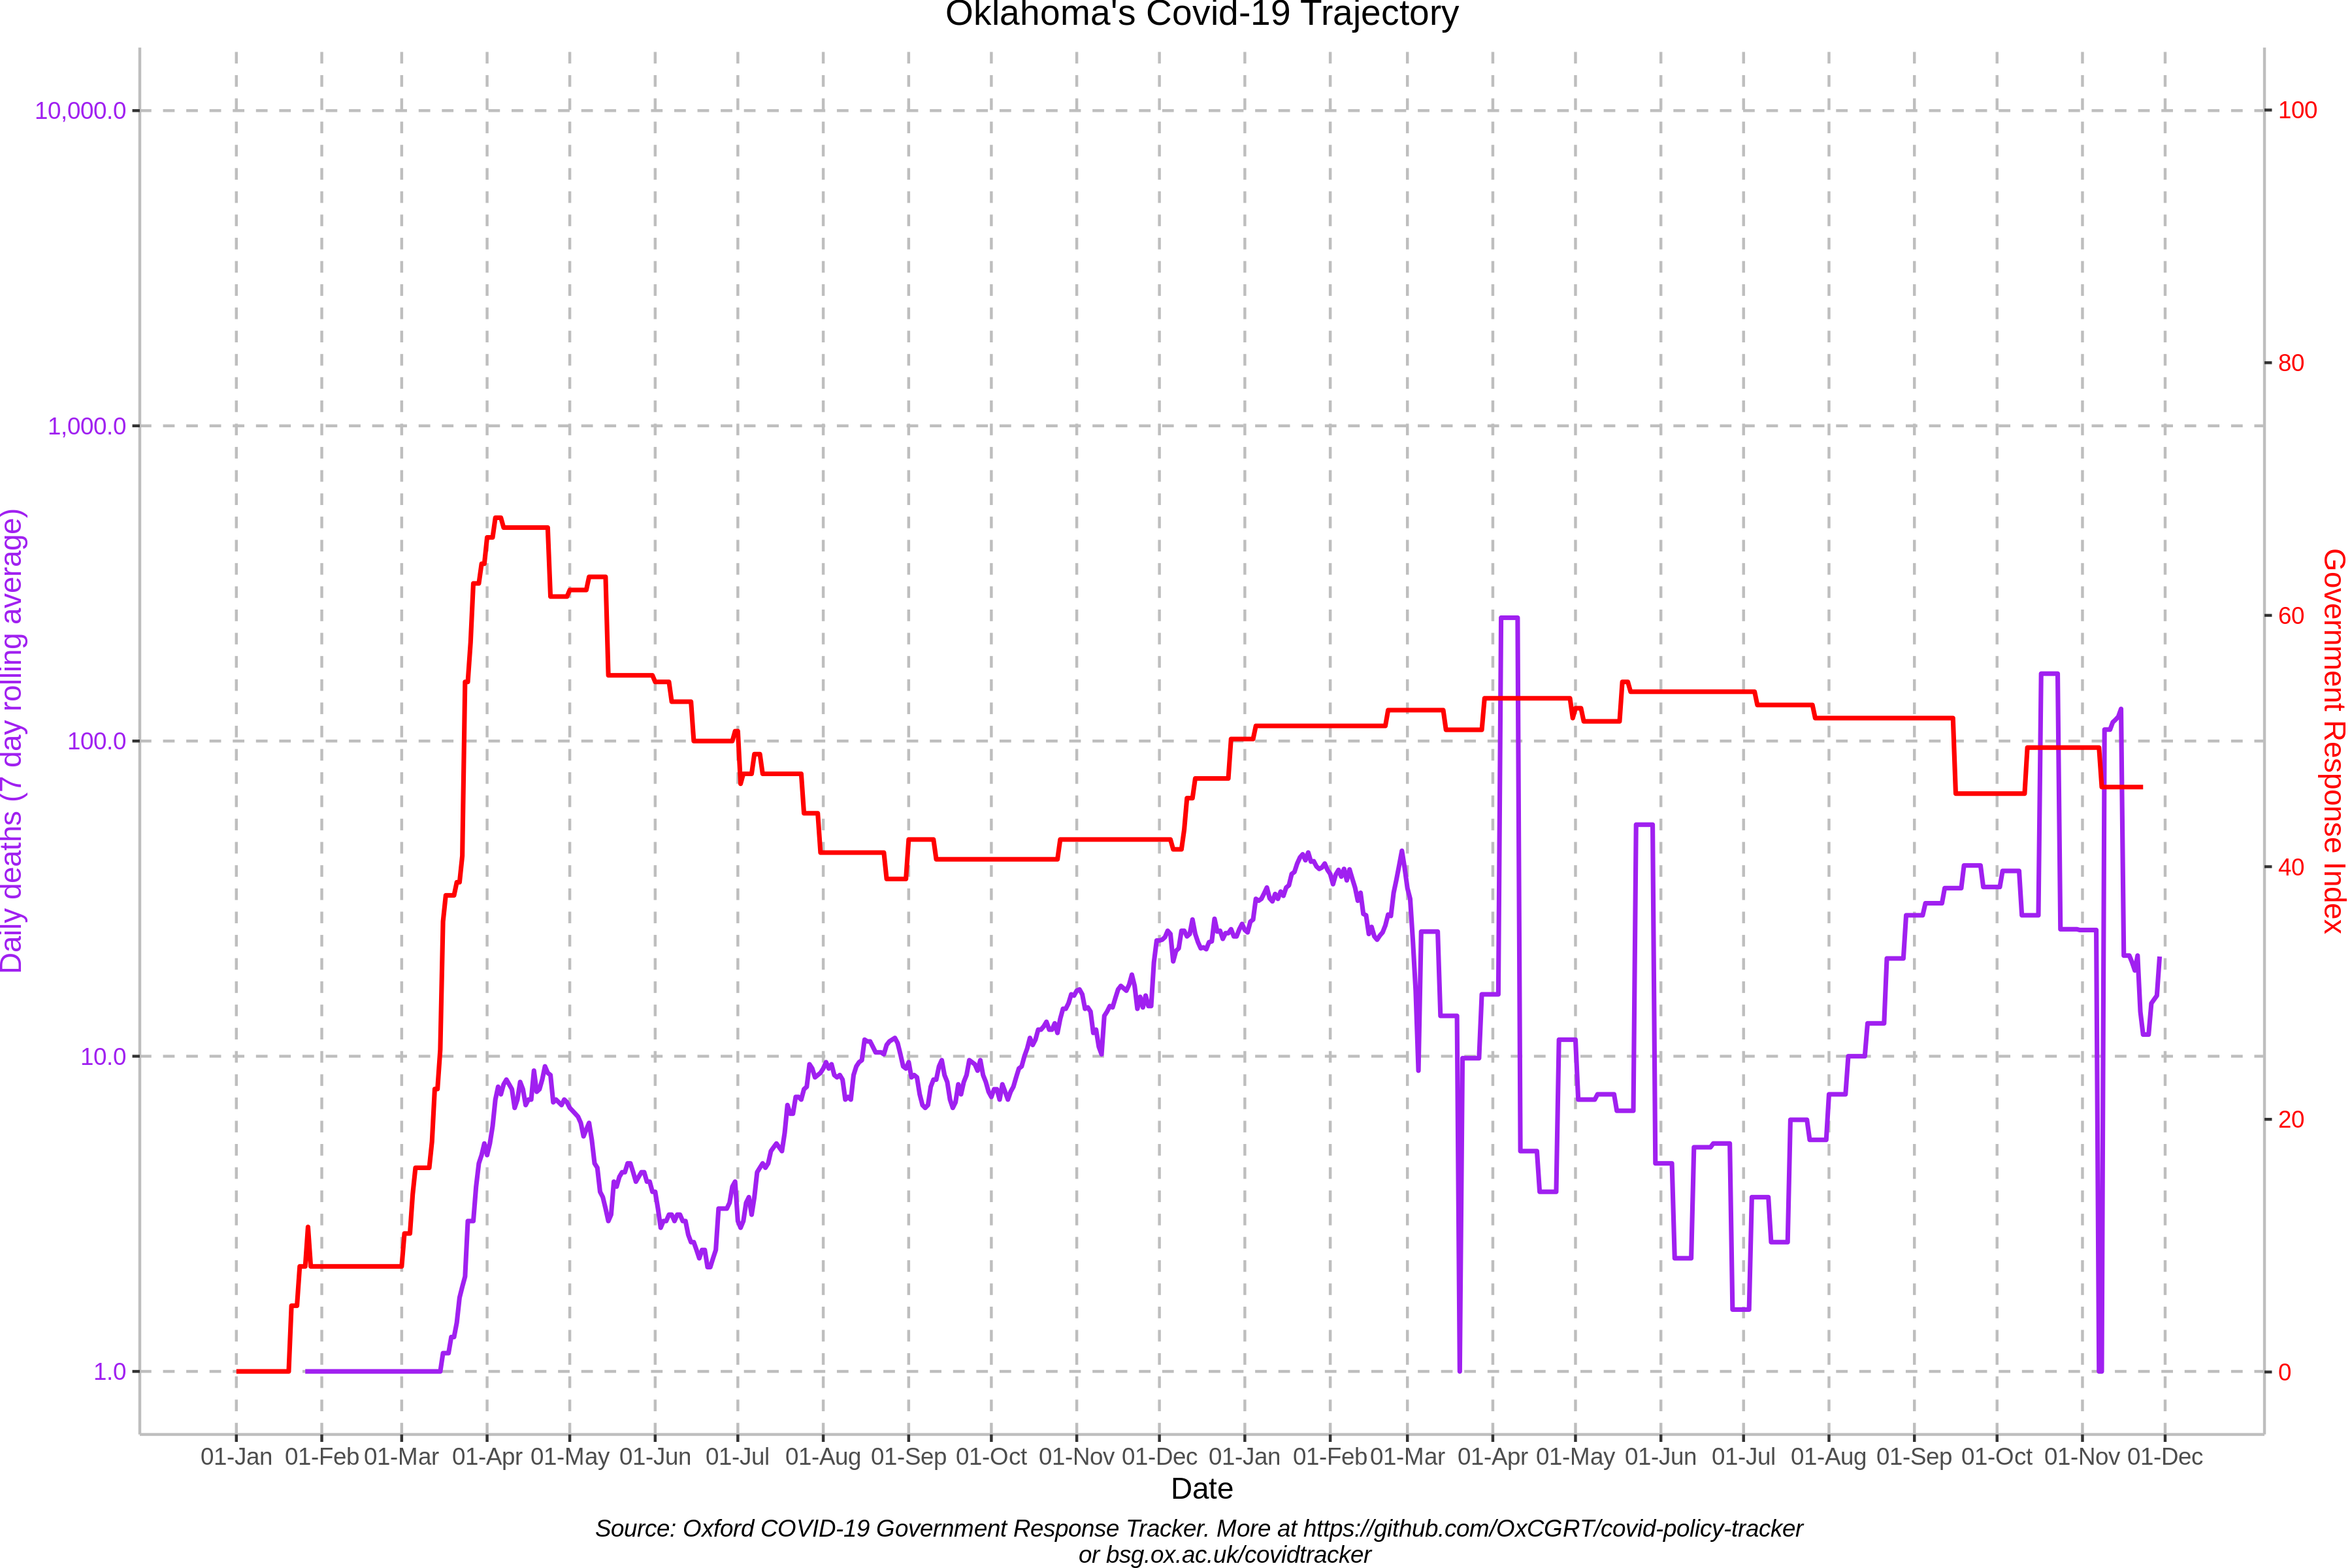 Oklahoma's Covid-19 Trajectory
10,000.0
1,000.0
100.0
10.0
1.0
Daily deaths (7 day rolling average)
100
80
60
40
20
0
Government Response Index
01-Jan 01-Feb 01-Mar 01-Apr 01-May 01-Jun 01-Jul 01-Aug 01-Sep 01-Oct 01-Nov 01-Dec 01-Jan 01-Feb 01-Mar 01-Apr 01-May 01-Jun 01-Jul 01-Aug 01-Sep 01-Oct 01-Nov 01-Dec
Date
Source: Oxford COVID-19 Government Response Tracker. More at https://github.com/OxCGRT/covid-policy-tracker
or bsg.ox.ac.uk/covidtracker